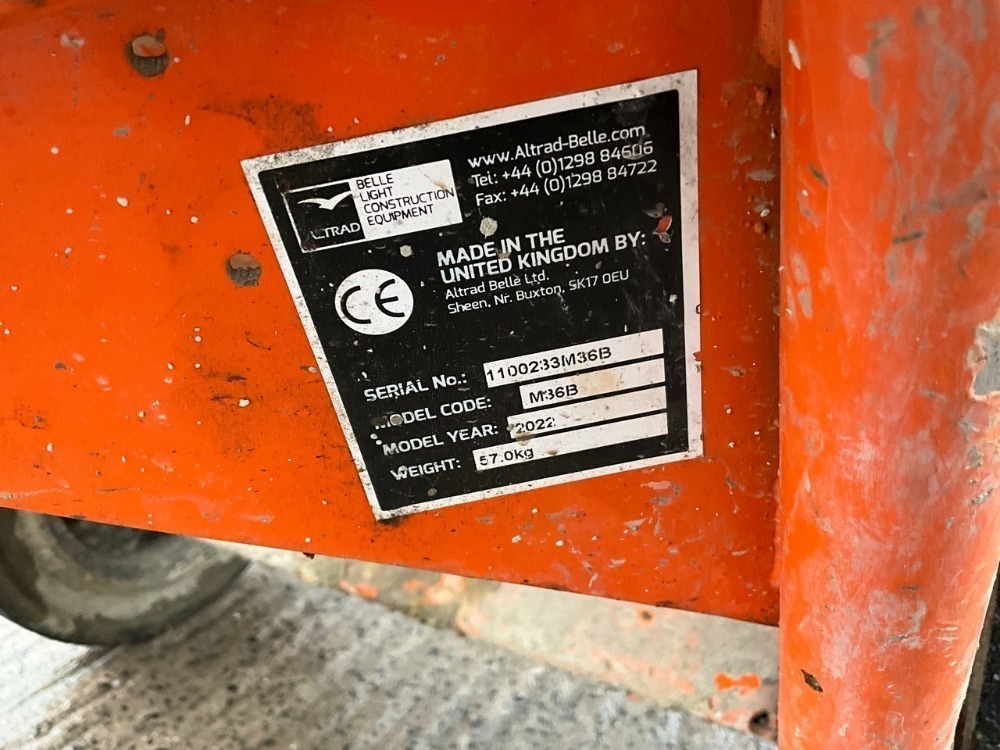 BELLE
LIGHT
CONSTRUCTION
EQUIPMENT
ALTRAD
www.Altrad-Belle.com
Tel: +44 (0)1298 84606
Fax: +44 (0)1298 84722
MADE IN THE
UNITED KINGDOM BY:
Altrad Belle Ltd.
Sheen, Nr. Buxton, SK17 0EU
CE
SERIAL No.: 1100233M36B
MODEL CODE: M36B
MODEL YEAR: 2022
WEIGHT: 57.0kg